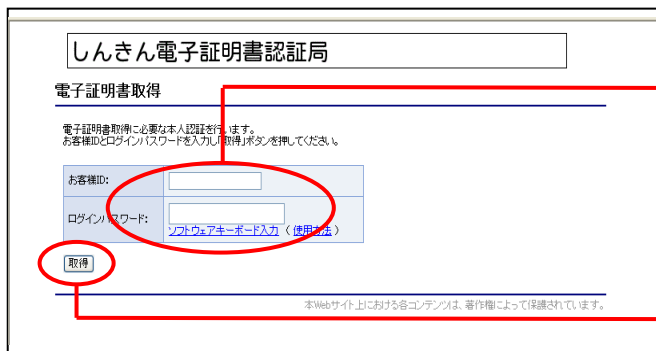 しんきん電子証明書認証局
電子証明書取得
電子証明書取得に必要な本人認証を行います。
お客様IDとログインパスワードを入力し「取得」ボタンを押してください。
お客様ID:
ログインパスワード:
ソフトウェアキーボード入力 ( 使用方法 )
取得
本Webサイト上における各コンテンツは、著作権によって保護されています。